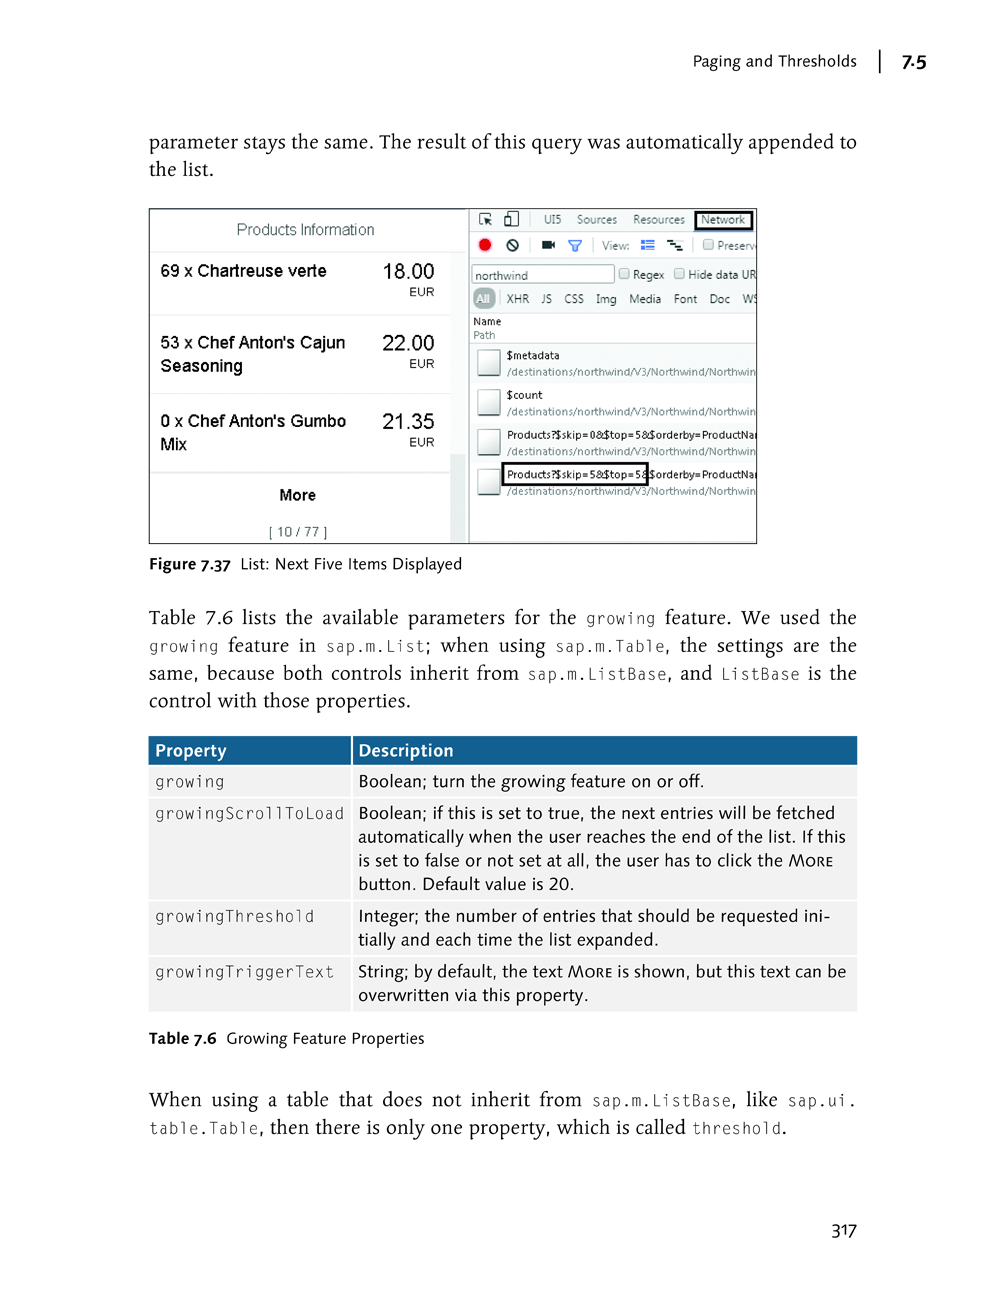 Paging and Thresholds | 7.5
parameter stays the same. The result of this query was automatically appended to
the list.
Products Information
69 x Chartreuse verte 18.00
EUR
53 x Chef Anton's Cajun 22.00
Seasoning EUR
0 x Chef Anton's Gumbo 21.35
Mix EUR
More
[ 10 / 77 ]
UI5 Sources Resources Network
View: Preserv
northwind Regex Hide data UR
All XHR JS CSS Img Media Font Doc WS
Name
Path
$metadata
/destinations/northwind/V3/Northwind/Northwin
$count
/destinations/northwind/V3/Northwind/Northwin
Products?$skip=0&$top=5&$orderby=ProductNa
/destinations/northwind/V3/Northwind/Northwin
Products?$skip=5&$top=5&$orderby=ProductNa
/destinations/northwind/V3/Northwind/Northwin
Figure 7.37 List: Next Five Items Displayed
Table 7.6 lists the available parameters for the growing feature. We used the
growing feature in sap.m.List; when using sap.m.Table, the settings are the
same, because both controls inherit from sap.m.ListBase, and ListBase is the
control with those properties.
Property Description
growing Boolean; turn the growing feature on or off.
growingScrollToLoad Boolean; if this is set to true, the next entries will be fetched
automatically when the user reaches the end of the list. If this
is set to false or not set at all, the user has to click the MORE
button. Default value is 20.
growingThreshold Integer; the number of entries that should be requested ini-
tially and each time the list expanded.
growingTriggerText String; by default, the text MORE is shown, but this text can be
overwritten via this property.
Table 7.6 Growing Feature Properties
When using a table that does not inherit from sap.m.ListBase, like sap.ui.
table.Table, then there is only one property, which is called threshold.
317